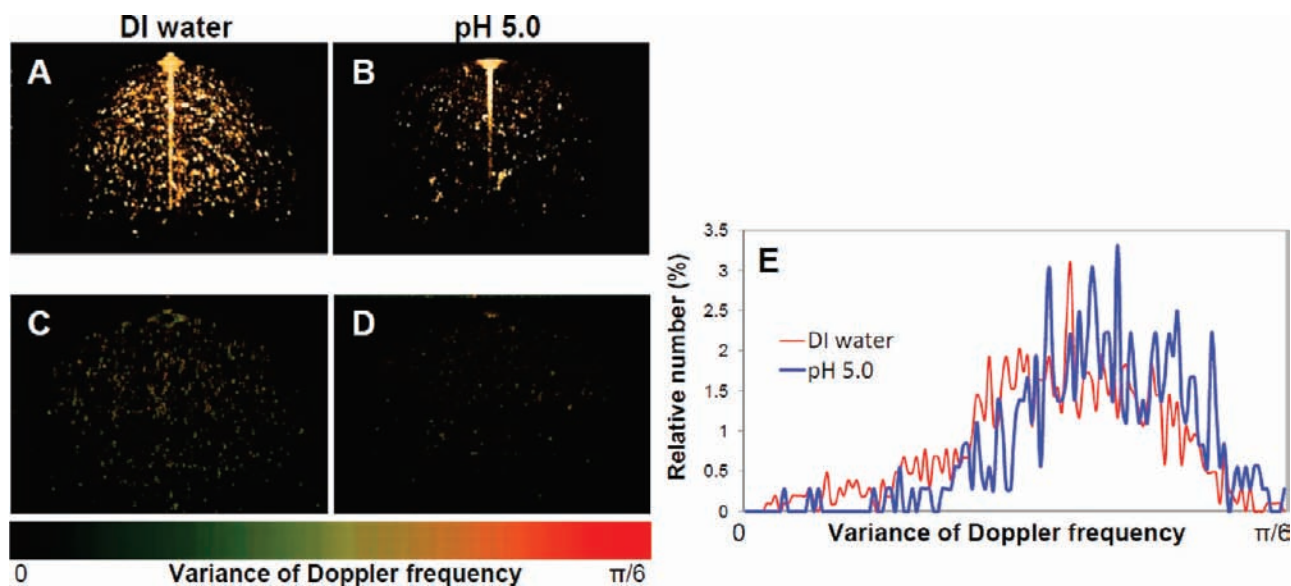 DI water
pH 5.0
A
B
C
D
0
Variance of Doppler frequency
π/6
E
Relative number (%)
3.5
3
2.5
2
1.5
1
0.5
0
DI water
pH 5.0
0
Variance of Doppler frequency
π/6